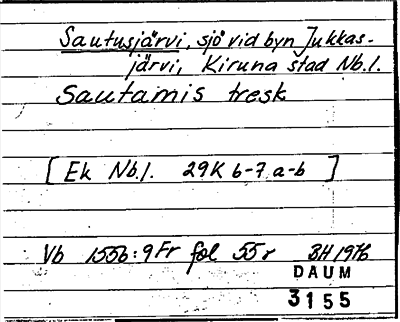 Sautusjärvi, sjö vid byn Jukkas-
järvi, Kiruna stad Nb.l.
Sautamis tresk
[Ek Nb.l. 29K 6-7 a-b]
Vb 1556:9 Fr fol 55 r BH 1976
DAUM
3155